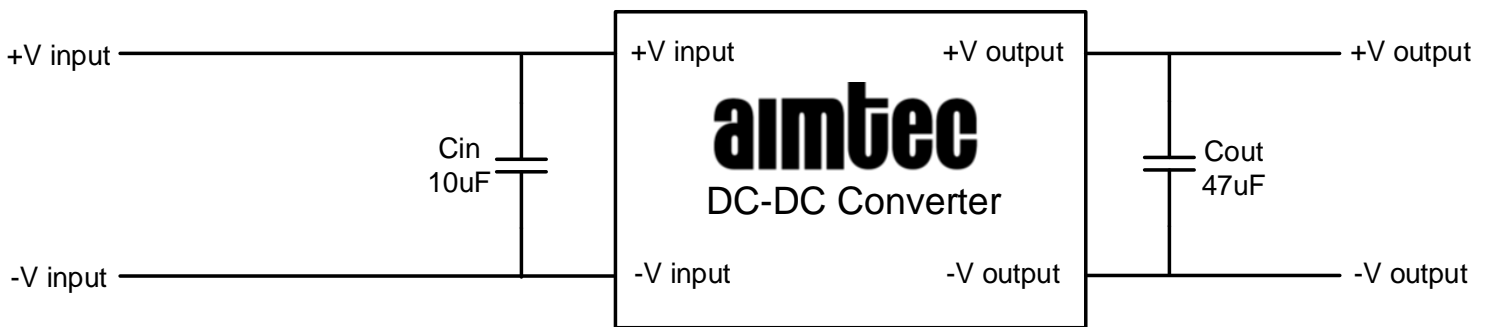 +V input
+V input
+V output
+V output
aimtec
DC-DC Converter
Cin
10uF
Cout
47uF
-V input
-V input
-V output
-V output